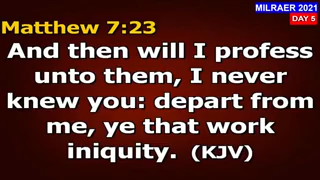 MILRAER 2021
DAY 5
Matthew 7:23
And then will I profess
unto them, I never
knew you: depart from
me, ye that work
iniquity. (KJV)